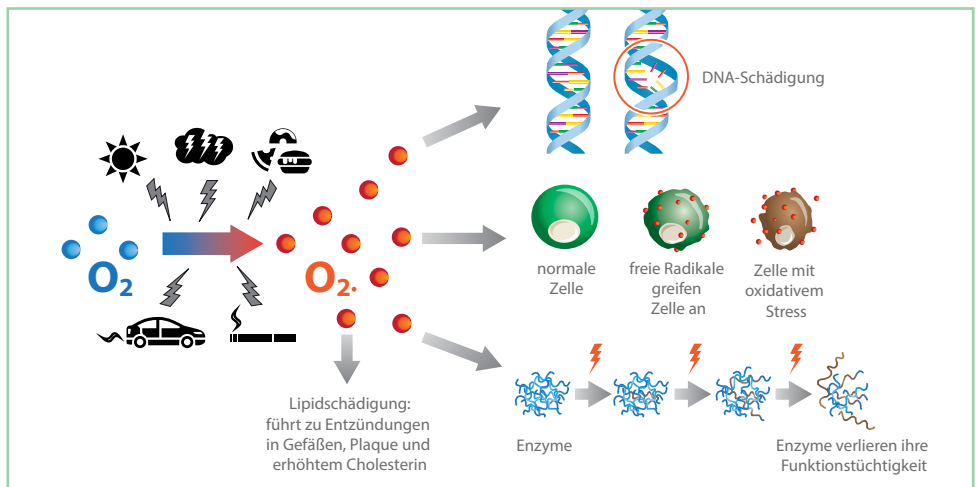 DNA-Schädigung
O2
O2·
normale
Zelle
freie Radikale
greifen
Zelle an
Zelle mit
oxidativem
Stress
Lipidschädigung:
führt zu Entzündungen
in Gefäßen, Plaque und
erhöhtem Cholesterin
Enzyme
Enzyme verlieren ihre
Funktionstüchtigkeit